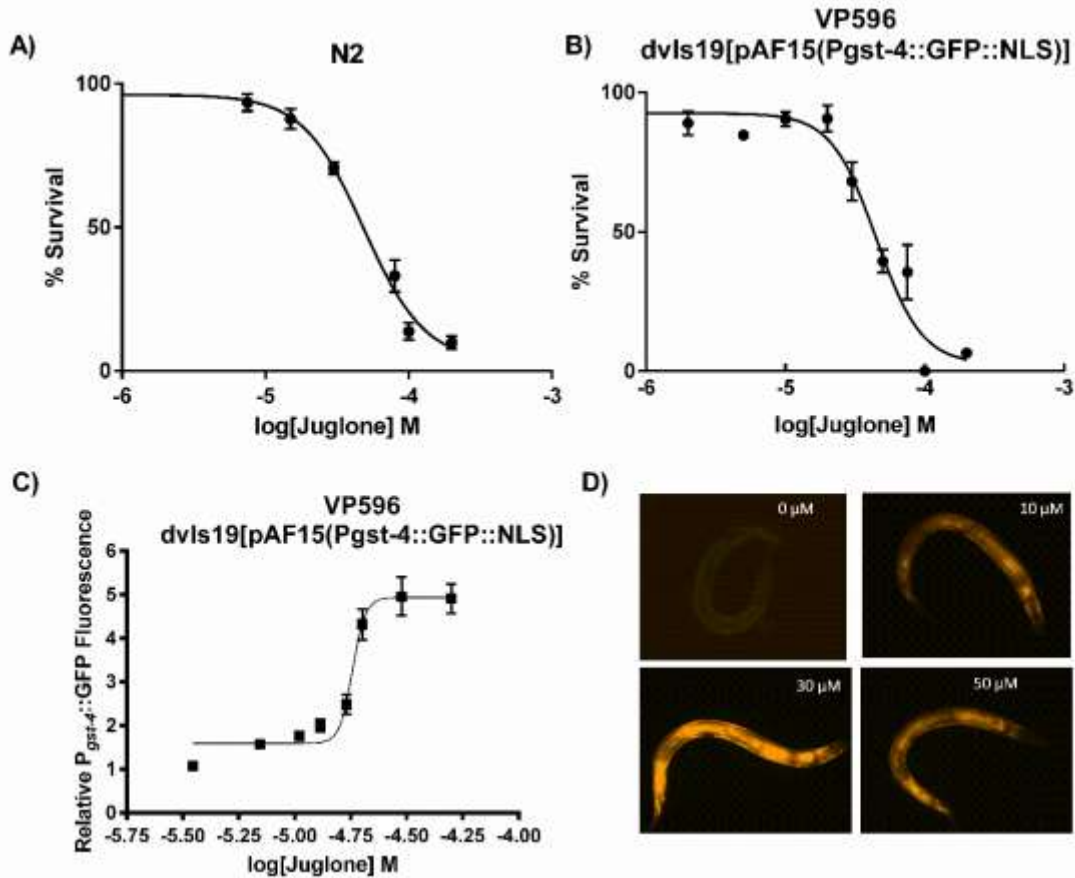 A)
N2
% Survival
100
50
0
-6
-5
-4
-3
log[Juglone] M
B)
VP596
dvIs19[pAF15(Pgst-4::GFP::NLS)]
% Survival
100
50
0
-6
-5
-4
-3
log[Juglone] M
C)
VP596
dvIs19[pAF15(Pgst-4::GFP::NLS)]
Relative Pgst-4::GFP Fluorescence
6
5
4
3
2
1
0
-5.75
-5.50
-5.25
-5.00
-4.75
-4.50
-4.25
-4.00
log[Juglone] M
D)
0 µM
10 µM
30 µM
50 µM